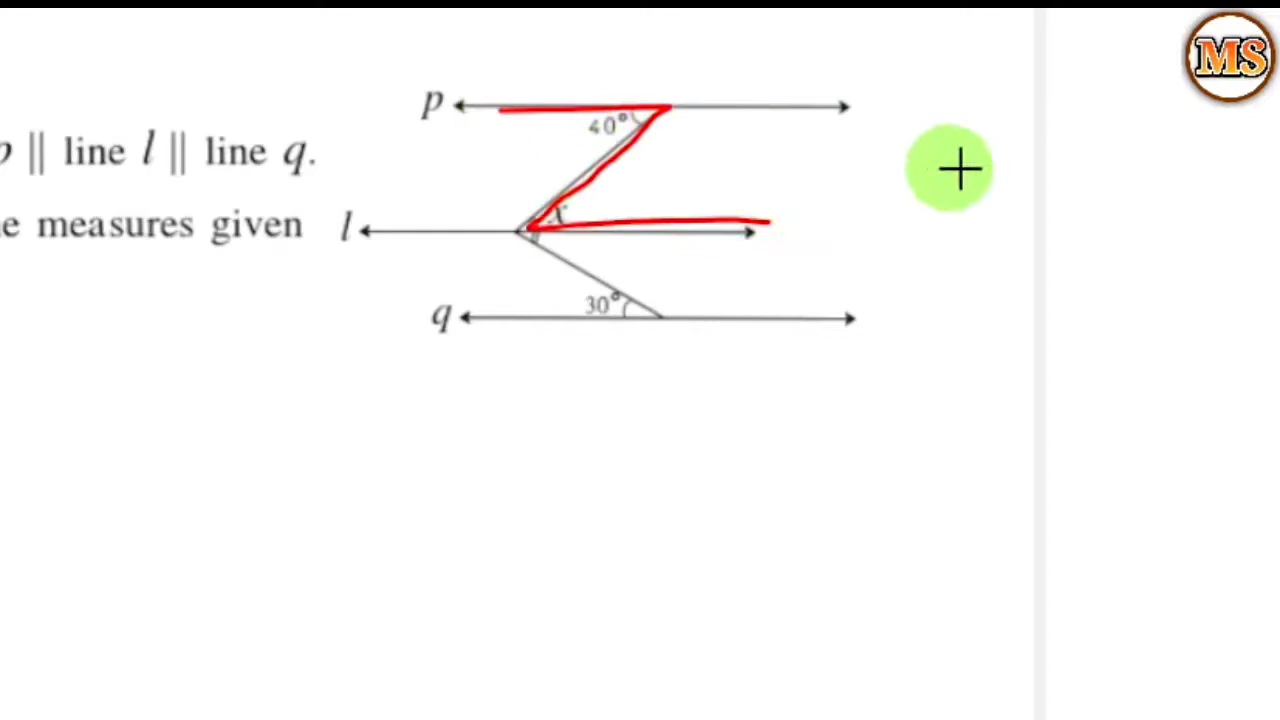 MS
p
40°
|| line l || line q.
x
e measures given
l
30°
q